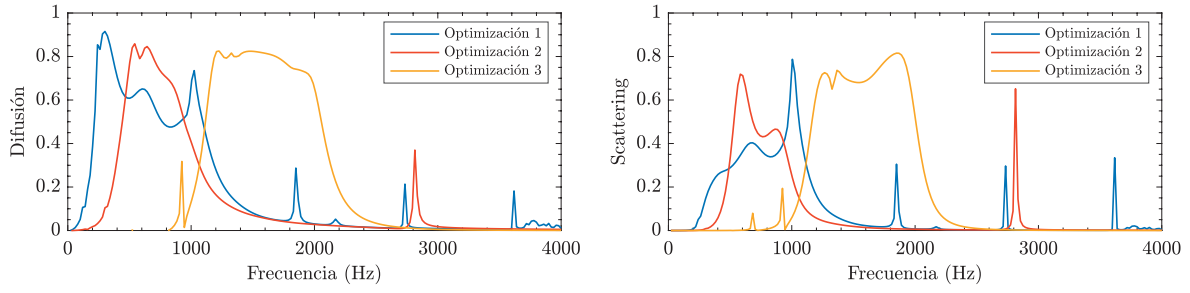 Difusión
1
0.8
0.6
0.4
0.2
0
0 1000 2000 3000 4000
Frecuencia (Hz)
Optimización 1
Optimización 2
Optimización 3
Scattering
1
0.8
0.6
0.4
0.2
0
0 1000 2000 3000 4000
Frecuencia (Hz)
Optimización 1
Optimización 2
Optimización 3